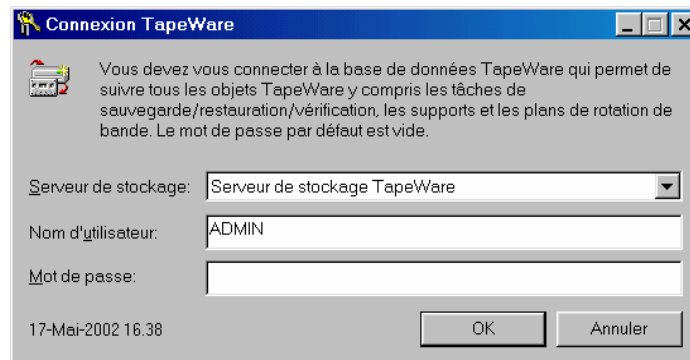 Connexion TapeWare
Vous devez vous connecter à la base de données TapeWare qui permet de
suivre tous les objets TapeWare y compris les tâches de
sauvegarde/restauration/vérification, les supports et les plans de rotation de
bande. Le mot de passe par défaut est vide.
Serveur de stockage: Serveur de stockage TapeWare
Nom d'utilisateur: ADMIN
Mot de passe:
17-Mai-2002 16.38 OK Annuler